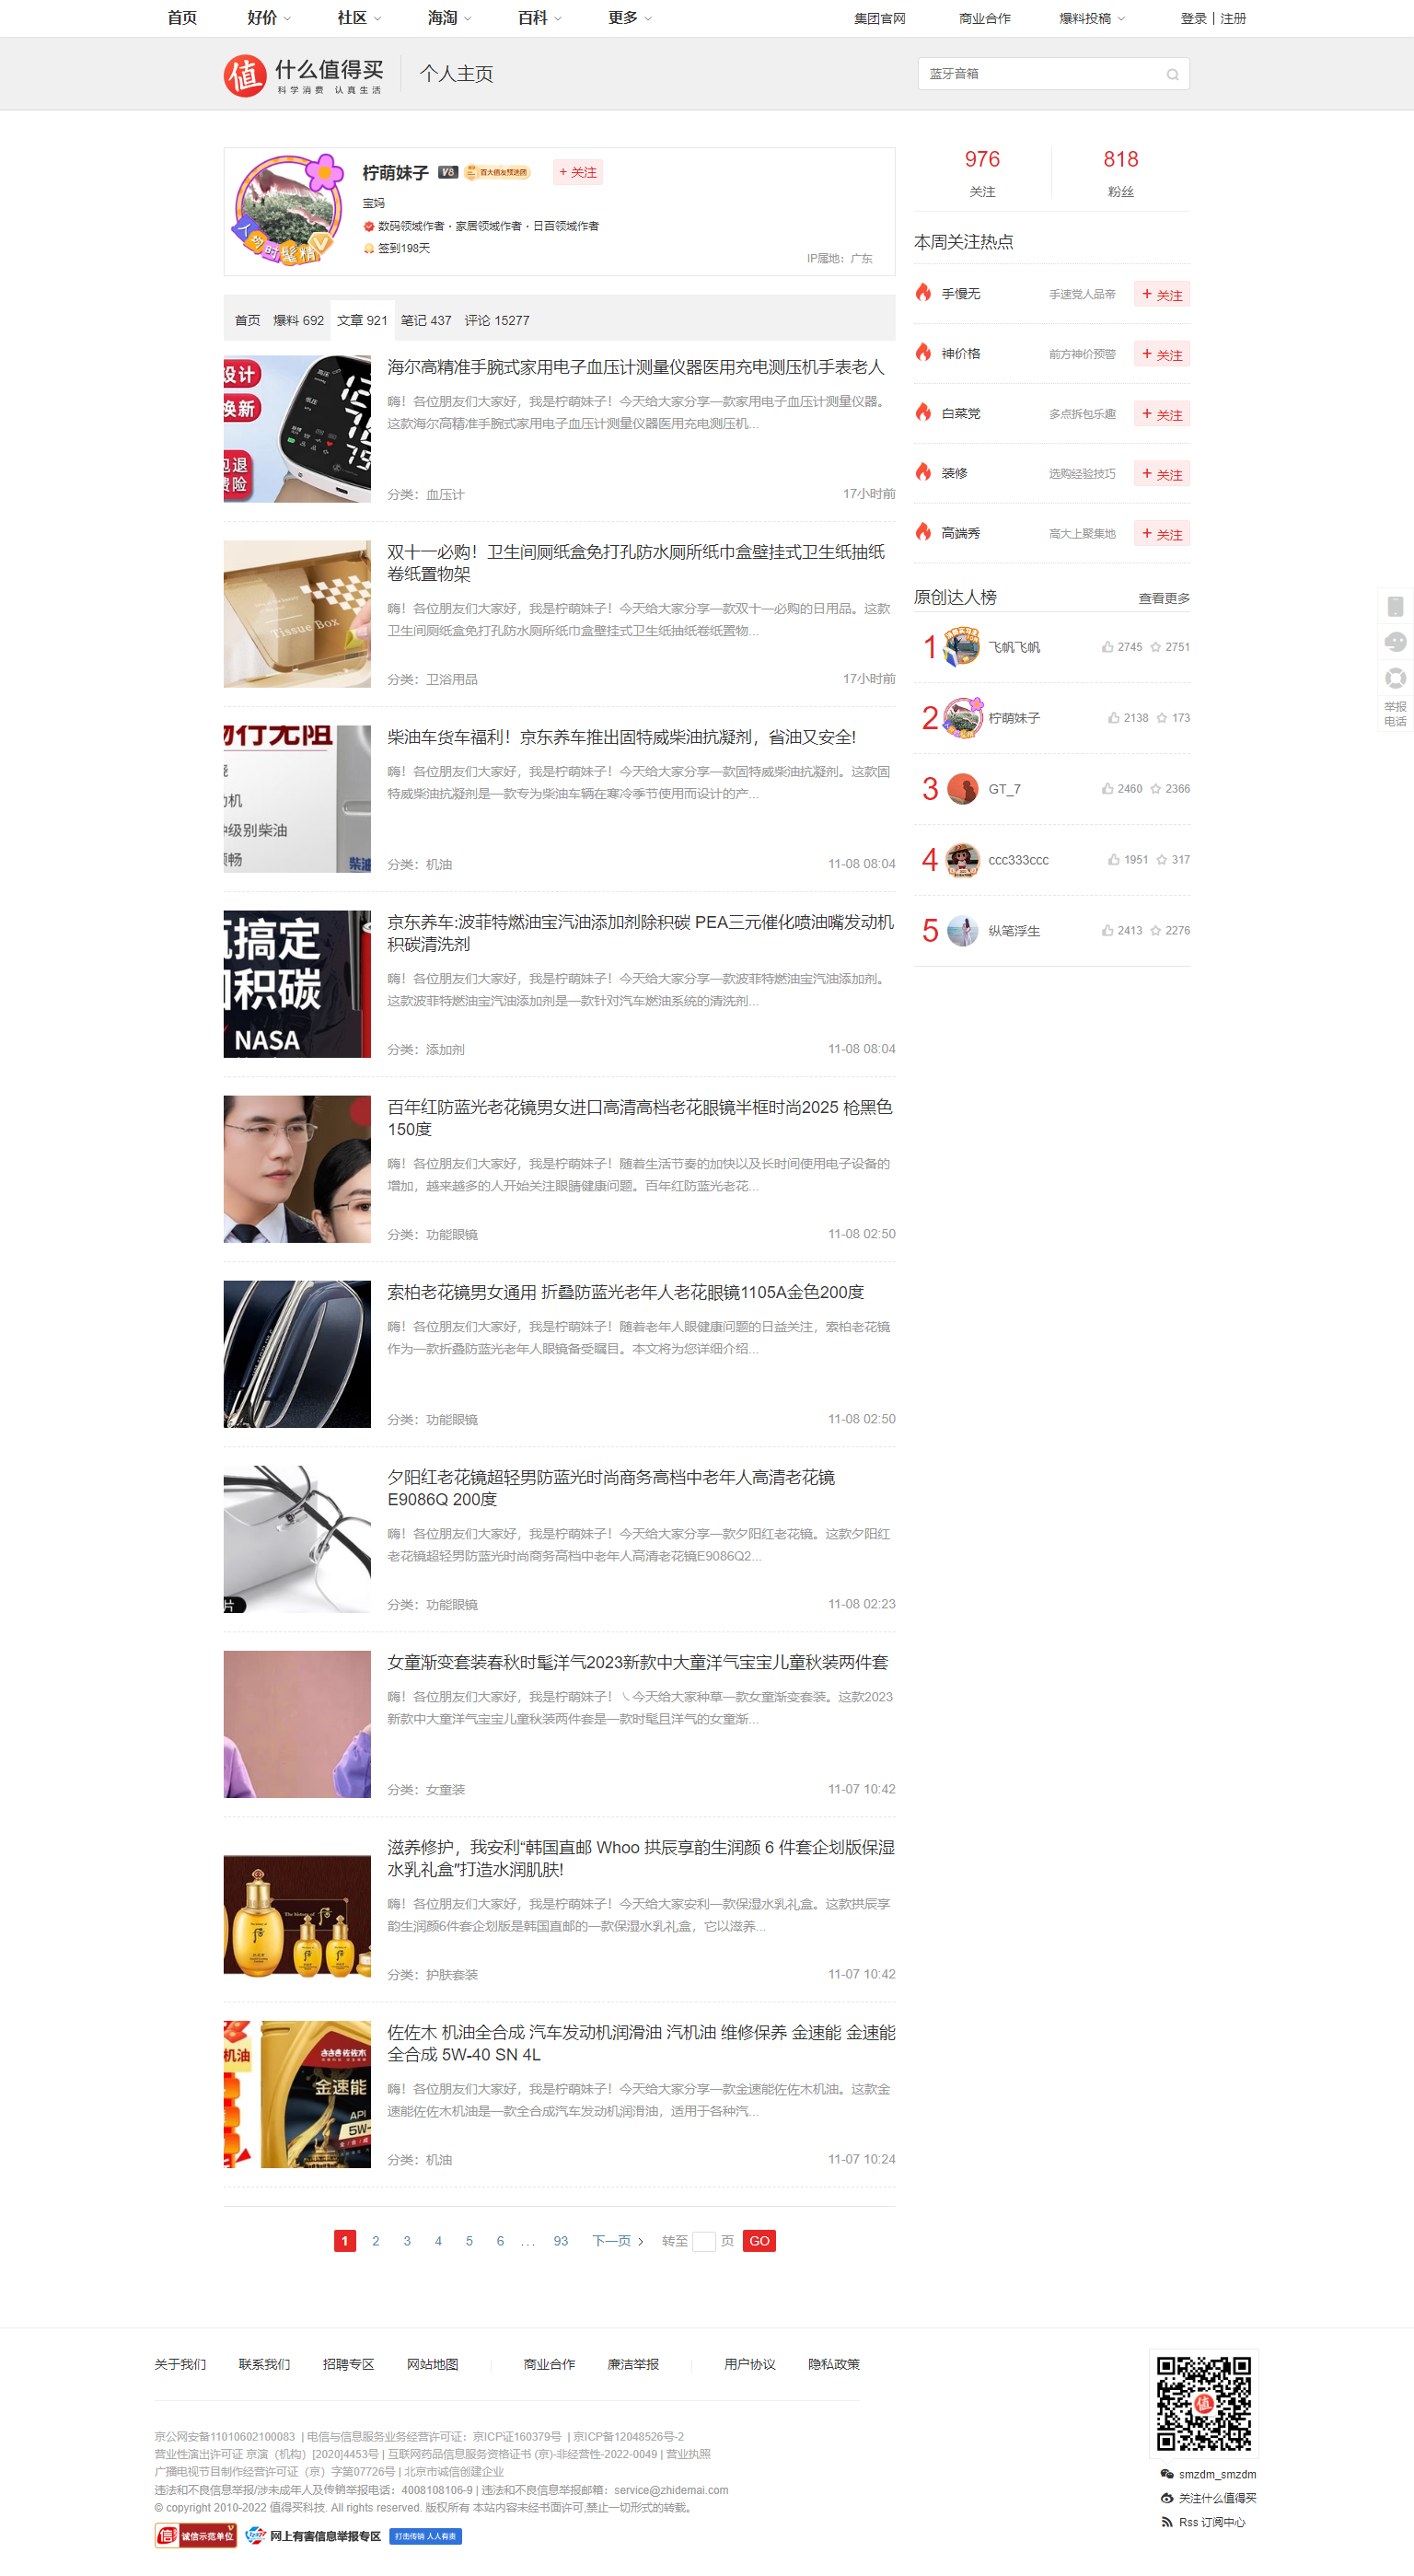 首页 好价 社区 海淘 百科 更多 集团官网 商业合作 爆料投稿 登录 | 注册
值 什么值得买 科学消费 认真生活 个人主页 蓝牙音箱
柠萌妹子 V8 百大值友预选团 + 关注
宝妈
数码领域作者·家居领域作者·日百领域作者
签到198天
IP属地：广东
人物时髦精
首页 爆料 692 文章 921 笔记 437 评论 15277
海尔高精准手腕式家用电子血压计测量仪器医用充电测压机手表老人
嗨！各位朋友们大家好，我是柠萌妹子！今天给大家分享一款家用电子血压计测量仪器。
这款海尔高精准手腕式家用电子血压计测量仪器医用充电测压机...
分类：血压计 17小时前
双十一必购！卫生间厕纸盒免打孔防水厕所纸巾盒壁挂式卫生纸抽纸
卷纸置物架
嗨！各位朋友们大家好，我是柠萌妹子！今天给大家分享一款双十一必购的日用品。这款
卫生间厕纸盒免打孔防水厕所纸巾盒壁挂式卫生纸抽纸卷纸置物...
Tissue Box
分类：卫浴用品 17小时前
柴油车货车福利！京东养车推出固特威柴油抗凝剂，省油又安全!
嗨！各位朋友们大家好，我是柠萌妹子！今天给大家分享一款固特威柴油抗凝剂。这款固
特威柴油抗凝剂是一款专为柴油车辆在寒冷季节使用而设计的产...
分类：机油 11-08 08:04
京东养车:波菲特燃油宝汽油添加剂除积碳 PEA三元催化喷油嘴发动机
积碳清洗剂
嗨！各位朋友们大家好，我是柠萌妹子！今天给大家分享一款波菲特燃油宝汽油添加剂。
这款波菲特燃油宝汽油添加剂是一款针对汽车燃油系统的清洗剂...
搞定
积碳
NASA
分类：添加剂 11-08 08:04
百年红防蓝光老花镜男女进口高清高档老花眼镜半框时尚2025 枪黑色
150度
嗨！各位朋友们大家好，我是柠萌妹子！随着生活节奏的加快以及长时间使用电子设备的
增加，越来越多的人开始关注眼睛健康问题。百年红防蓝光老花...
分类：功能眼镜 11-08 02:50
索柏老花镜男女通用 折叠防蓝光老年人老花眼镜1105A金色200度
嗨！各位朋友们大家好，我是柠萌妹子！随着老年人眼健康问题的日益关注，索柏老花镜
作为一款折叠防蓝光老年人眼镜备受瞩目。本文将为您详细介绍...
分类：功能眼镜 11-08 02:50
夕阳红老花镜超轻男防蓝光时尚商务高档中老年人高清老花镜
E9086Q 200度
嗨！各位朋友们大家好，我是柠萌妹子！今天给大家分享一款夕阳红老花镜。这款夕阳红
老花镜超轻男防蓝光时尚商务高档中老年人高清老花镜E9086Q2...
分类：功能眼镜 11-08 02:23
女童渐变套装春秋时髦洋气2023新款中大童洋气宝宝儿童秋装两件套
嗨！各位朋友们大家好，我是柠萌妹子！㇏今天给大家种草一款女童渐变套装。这款2023
新款中大童洋气宝宝儿童秋装两件套是一款时髦且洋气的女童渐...
分类：女童装 11-07 10:42
滋养修护，我安利“韩国直邮 Whoo 拱辰享韵生润颜 6 件套企划版保湿
水乳礼盒”打造水润肌肤!
嗨！各位朋友们大家好，我是柠萌妹子！今天给大家安利一款保湿水乳礼盒。这款拱辰享
韵生润颜6件套企划版是韩国直邮的一款保湿水乳礼盒，它以滋养...
分类：护肤套装 11-07 10:42
佐佐木 机油全合成 汽车发动机润滑油 汽机油 维修保养 金速能 金速能
全合成 5W-40 SN 4L
嗨！各位朋友们大家好，我是柠萌妹子！今天给大家分享一款金速能佐佐木机油。这款金
速能佐佐木机油是一款全合成汽车发动机润滑油，适用于各种汽...
机油
ささき佐佐木
金速能
API
5W-
分类：机油 11-07 10:24
1 2 3 4 5 6 ... 93 下一页 转至 页 GO
976 818
关注 粉丝
本周关注热点
手慢无 手速党人品帝 + 关注
神价格 前方神价预警 + 关注
白菜党 多点拆包乐趣 + 关注
装修 选购经验技巧 + 关注
高端秀 高大上聚集地 + 关注
原创达人榜 查看更多
1 飞帆飞帆 2745 2751
2 柠萌妹子 2138 173
3 GT_7 2460 2366
4 ccc333ccc 1951 317
5 纵笔浮生 2413 2276
举报
电话
关于我们 联系我们 招聘专区 网站地图 | 商业合作 廉洁举报 | 用户协议 隐私政策
京公网安备11010602100083 | 电信与信息服务业务经营许可证：京ICP证160379号 | 京ICP备12048526号-2
营业性演出许可证 京演（机构）[2020]4453号 | 互联网药品信息服务资格证书 (京)-非经营性-2022-0049 | 营业执照
广播电视节目制作经营许可证（京）字第07726号 | 北京市诚信创建企业
违法和不良信息举报/涉未成年人及传销举报电话：4008108106-9 | 违法和不良信息举报邮箱：service@zhidemai.com
© copyright 2010-2022 值得买科技. All rights reserved. 版权所有 本站内容未经书面许可,禁止一切形式的转载。
信 诚信示范单位 网上有害信息举报专区 打击传销 人人有责
值
smzdm_smzdm
关注什么值得买
Rss 订阅中心